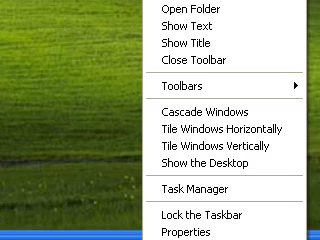 Open Folder
Show Text
Show Title
Close Toolbar
Toolbars
Cascade Windows
Tile Windows Horizontally
Tile Windows Vertically
Show the Desktop
Task Manager
Lock the Taskbar
Properties